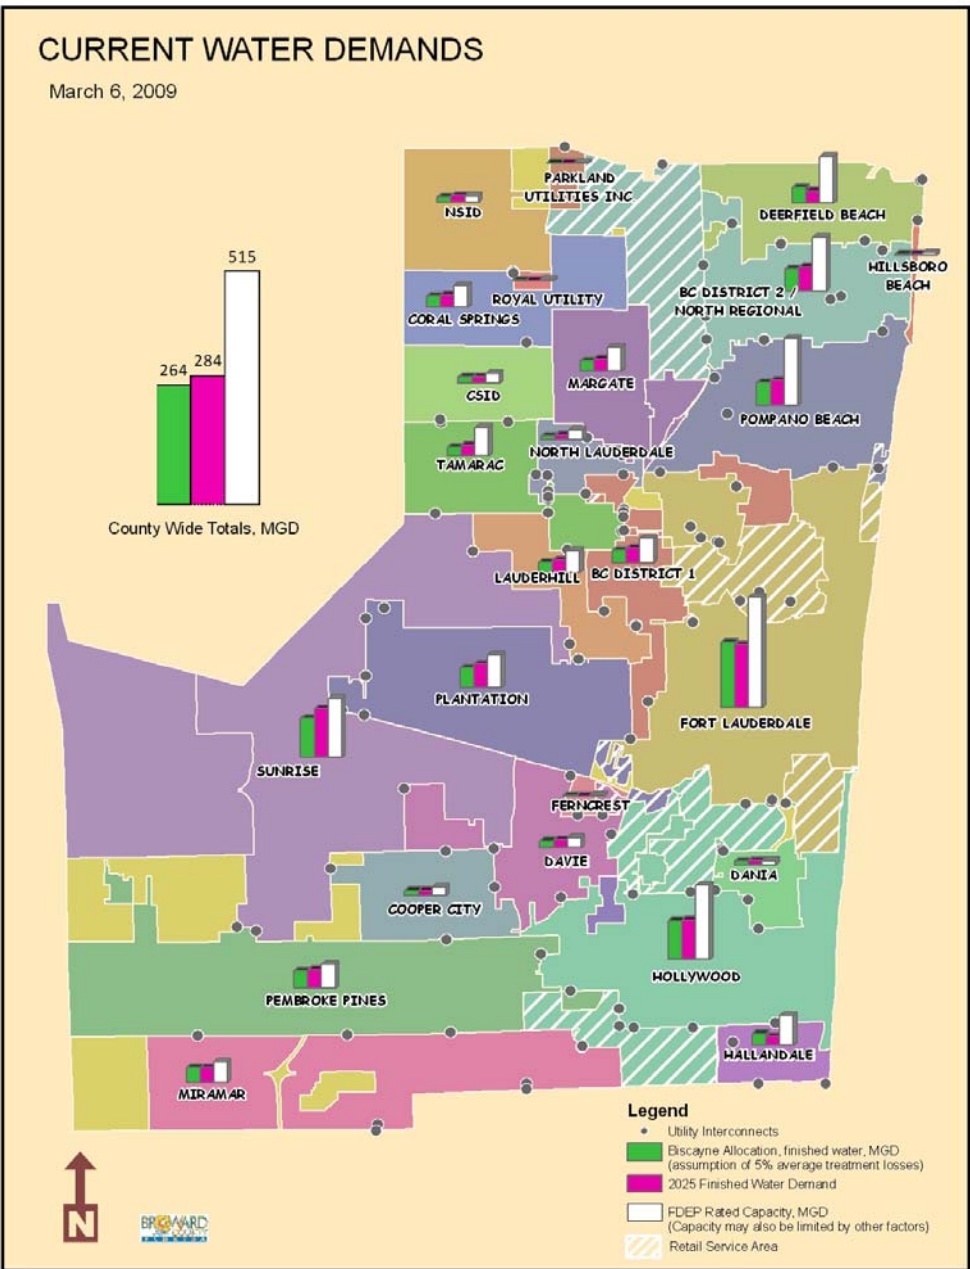 CURRENT WATER DEMANDS
March 6, 2009
PARKLAND
UTILITIES INC
NSID
DEERFIELD BEACH
HILLSBORO
BEACH
ROYAL UTILITY
BC DISTRICT 2 /
NORTH REGIONAL
CORAL SPRINGS
515
264
284
MARGATE
CSID
POMPANO BEACH
NORTH LAUDERDALE
TAMARAC
County Wide Totals, MGD
LAUDERHILL
BC DISTRICT 1
PLANTATION
FORT LAUDERDALE
SUNRISE
FERNCREST
DAVIE
DANIA
COOPER CITY
HOLLYWOOD
PEMBROKE PINES
HALLANDALE
MIRAMAR
Legend
Utility Interconnects
Biscayne Allocation, finished water, MGD
(assumption of 5% average treatment losses)
2025 Finished Water Demand
FDEP Rated Capacity, MGD
(Capacity may also be limited by other factors)
Retail Service Area
N
BROWARD
COUNTY
FLORIDA